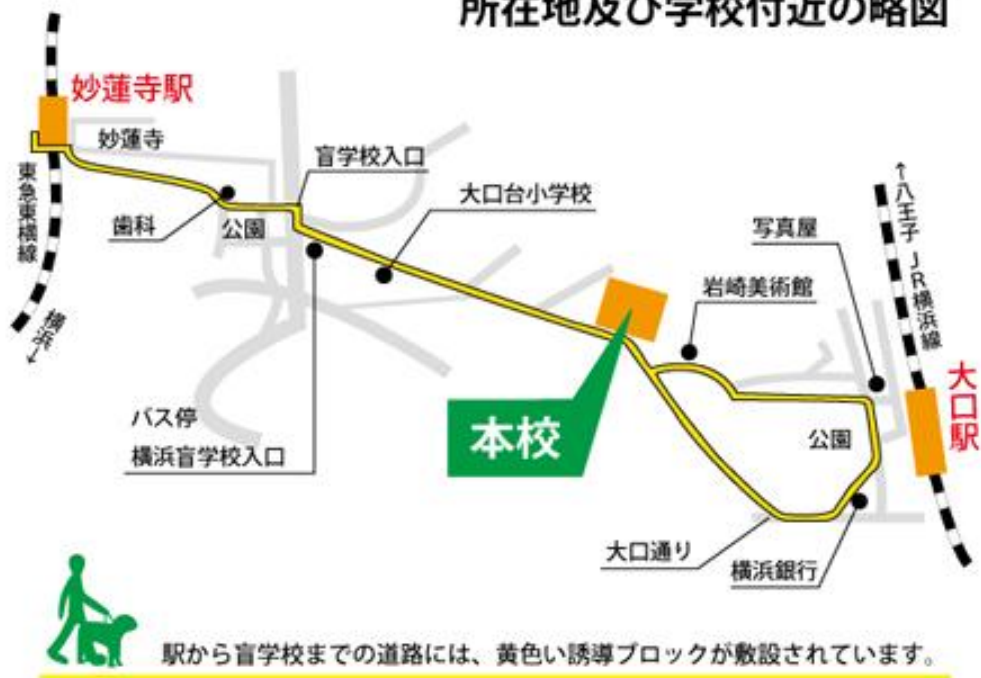 所在地及び学校付近の略図
妙蓮寺駅
妙蓮寺
東急東横線
横浜→
歯科
公園
盲学校入口
大口台小学校
バス停
横浜盲学校入口
本校
岩崎美術館
写真屋
←八王子 JR横浜線
大口駅
公園
大口通り
横浜銀行
駅から盲学校までの道路には、黄色い誘導ブロックが敷設されています。